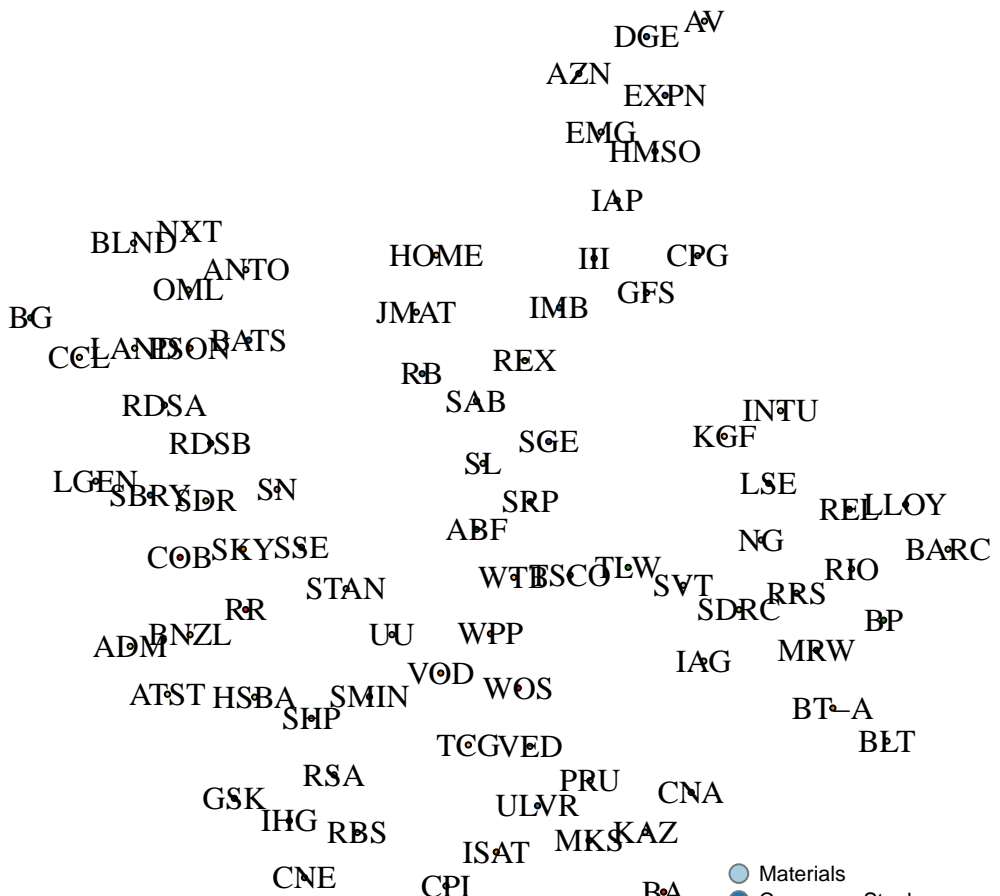 AV
DGE
AZN
EXPN
EMG
HMSO
IAP
NXT
BLND
HOME
III
CPG
ANTO
OML
GFS
IMB
JMAT
BG
BATS
LAND
PSON
CCL
REX
RB
SAB
RDSA
INTU
KGF
RDSB
SGE
SL
LGEN
SBRY
SDR
SN
LSE
SRP
REL
LLOY
ABF
NG
BARC
COB
SKY
SSE
RIO
WTB
TSCO
TLW
STAN
SVT
RRS
RR
SDRC
BP
BNZL
ADM
UU
WPP
MRW
IAG
VOD
WOS
ATST
HSBA
SMIN
SHP
BT–A
BLT
TCG
VED
RSA
PRU
CNA
GSK
ULVR
IHG
RBS
MKS
KAZ
ISAT
CNE
CPI
BA
Materials